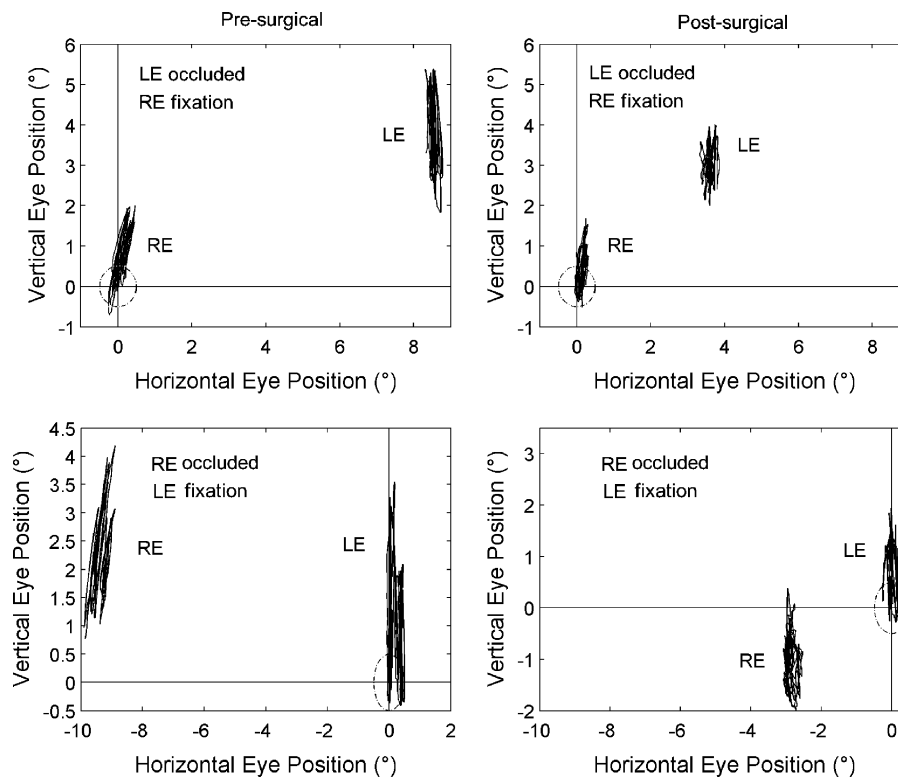 Pre-surgical
Post-surgical
6
5
4
3
2
1
0
-1
Vertical Eye Position (°)
LE occluded
RE fixation
LE
RE
0
2
4
6
8
Horizontal Eye Position (°)
6
5
4
3
2
1
0
-1
Vertical Eye Position (°)
LE occluded
RE fixation
LE
RE
0
2
4
6
8
Horizontal Eye Position (°)
4.5
4
3.5
3
2.5
2
1.5
1
0.5
0
-0.5
Vertical Eye Position (°)
RE occluded
LE fixation
RE
LE
-10
-8
-6
-4
-2
0
2
Horizontal Eye Position (°)
3
2
1
0
-1
-2
Vertical Eye Position (°)
RE occluded
LE fixation
LE
RE
-10
-8
-6
-4
-2
0
Horizontal Eye Position (°)